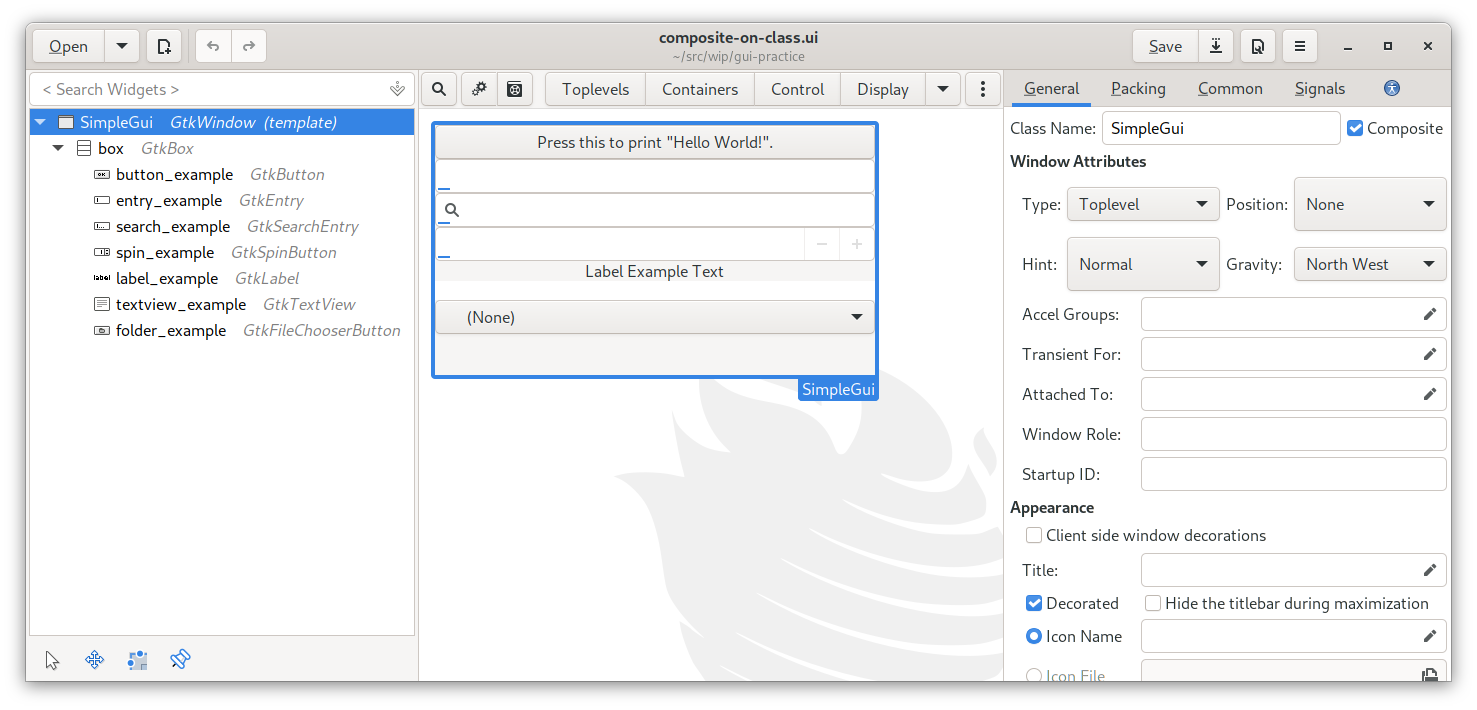 Open
composite-on-class.ui
~/src/wip/gui-practice
Save
< Search Widgets >
Toplevels
Containers
Control
Display
General
Packing
Common
Signals
SimpleGui GtkWindow (template)
box GtkBox
button_example GtkButton
entry_example GtkEntry
search_example GtkSearchEntry
spin_example GtkSpinButton
label_example GtkLabel
textview_example GtkTextView
folder_example GtkFileChooserButton
Press this to print "Hello World!".
Label Example Text
(None)
SimpleGui
Class Name: SimpleGui Composite
Window Attributes
Type: Toplevel Position: None
Hint: Normal Gravity: North West
Accel Groups:
Transient For:
Attached To:
Window Role:
Startup ID:
Appearance
Client side window decorations
Title:
Decorated Hide the titlebar during maximization
Icon Name
Icon File